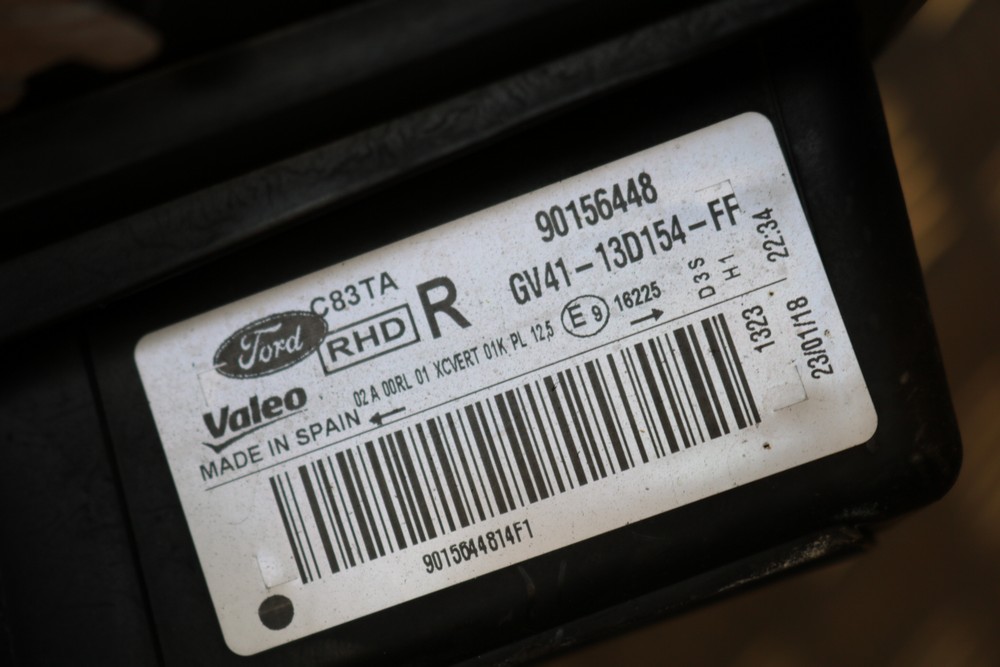 90156448
GV41-13D154-FF
C83TA
Ford
RHD R
Valeo
02 A 00RL 01 XCVERT 01K PL 12,5 E9 16225
D3S
H1
22:34
MADE IN SPAIN
1323
23/01/18
9015644814F1